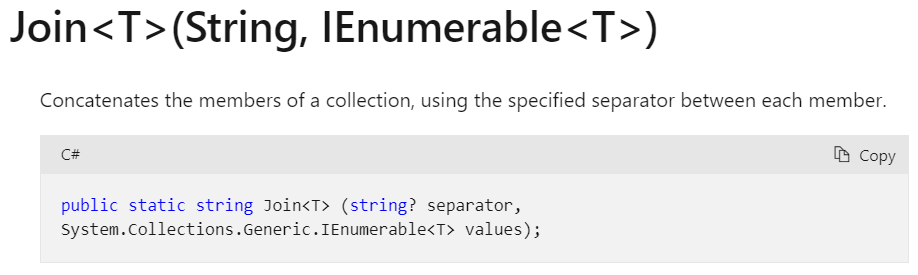 Join<T>(String, IEnumerable<T>)
Concatenates the members of a collection, using the specified separator between each member.
C#
Copy
public static string Join<T> (string? separator,
System.Collections.Generic.IEnumerable<T> values);